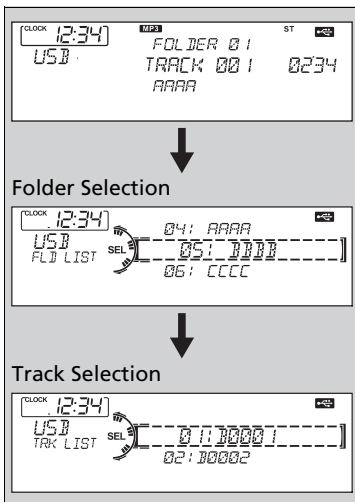 CLOCK 12:34 MP3 ST
FOLDER 01
USB
TRACK 001 02'34
AAAA
Folder Selection
CLOCK 12:34
04: AAAA
USB SEL 05: BBBB
FLD LIST
06: CCCC
Track Selection
CLOCK 12:34
USB SEL 01: B0001
TRK LIST
02: B0002